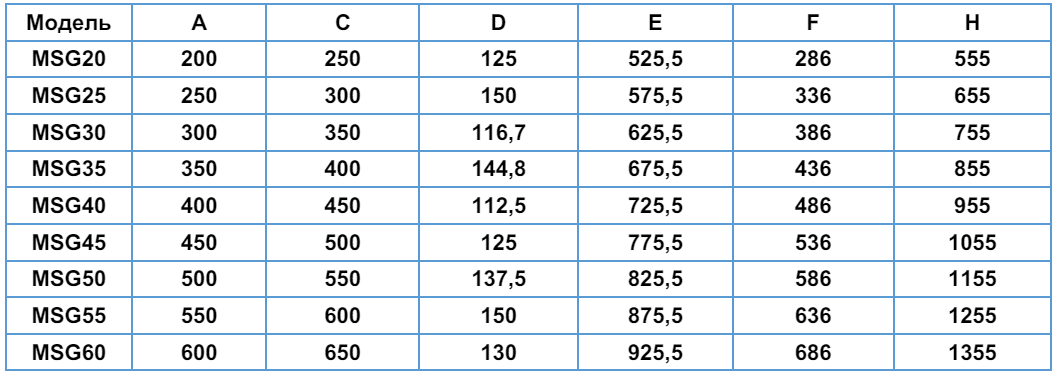 Модель A C D E F H
MSG20 200 250 125 525,5 286 555
MSG25 250 300 150 575,5 336 655
MSG30 300 350 116,7 625,5 386 755
MSG35 350 400 144,8 675,5 436 855
MSG40 400 450 112,5 725,5 486 955
MSG45 450 500 125 775,5 536 1055
MSG50 500 550 137,5 825,5 586 1155
MSG55 550 600 150 875,5 636 1255
MSG60 600 650 130 925,5 686 1355